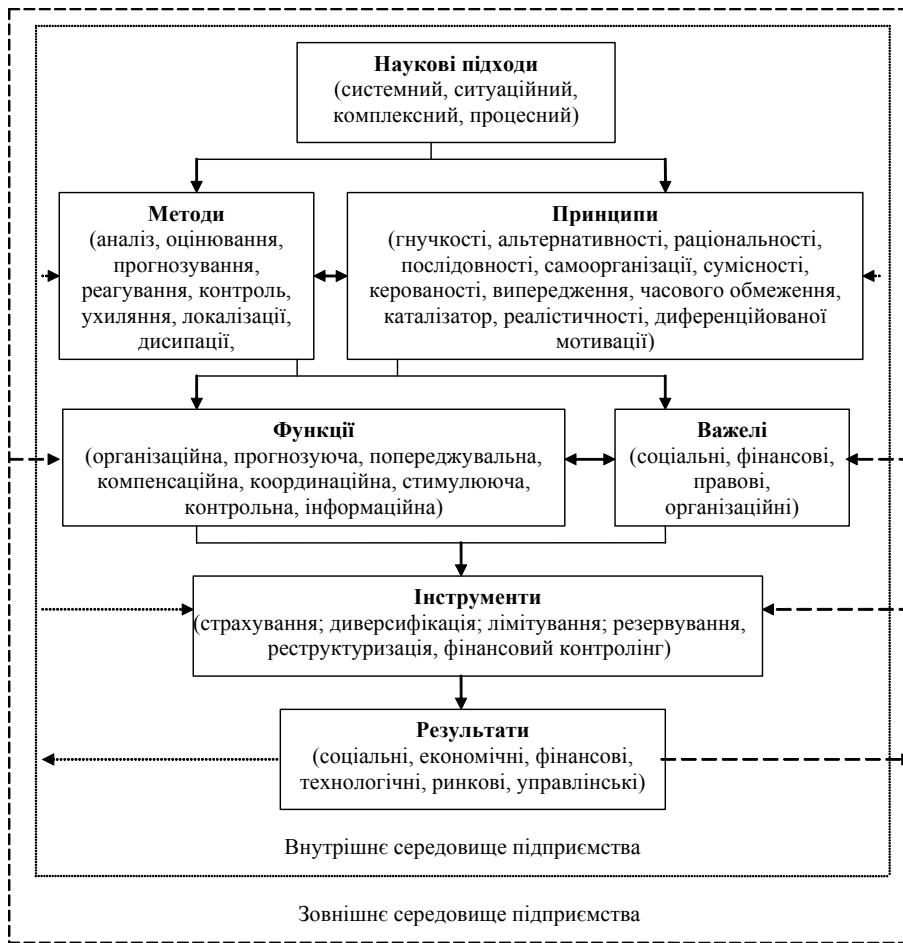 Наукові підходи
(системний, ситуаційний,
комплексний, процесний)
Методи
(аналіз, оцінювання,
прогнозування,
реагування, контроль,
ухиляння, локалізації,
дисипації,
Принципи
(гнучкості, альтернативності, раціональності,
послідовності, самоорганізації, сумісності,
керованості, випередження, часового обмеження,
каталізатор, реалістичності, диференційованої
мотивації)
Функції
(організаційна, прогнозуюча, попереджувальна,
компенсаційна, координаційна, стимулююча,
контрольна, інформаційна)
Важелі
(соціальні, фінансові,
правові,
організаційні)
Інструменти
(страхування; диверсифікація; лімітування; резервування,
реструктуризація, фінансовий контролінг)
Результати
(соціальні, економічні, фінансові,
технологічні, ринкові, управлінські)
Внутрішнє середовище підприємства
Зовнішнє середовище підприємства